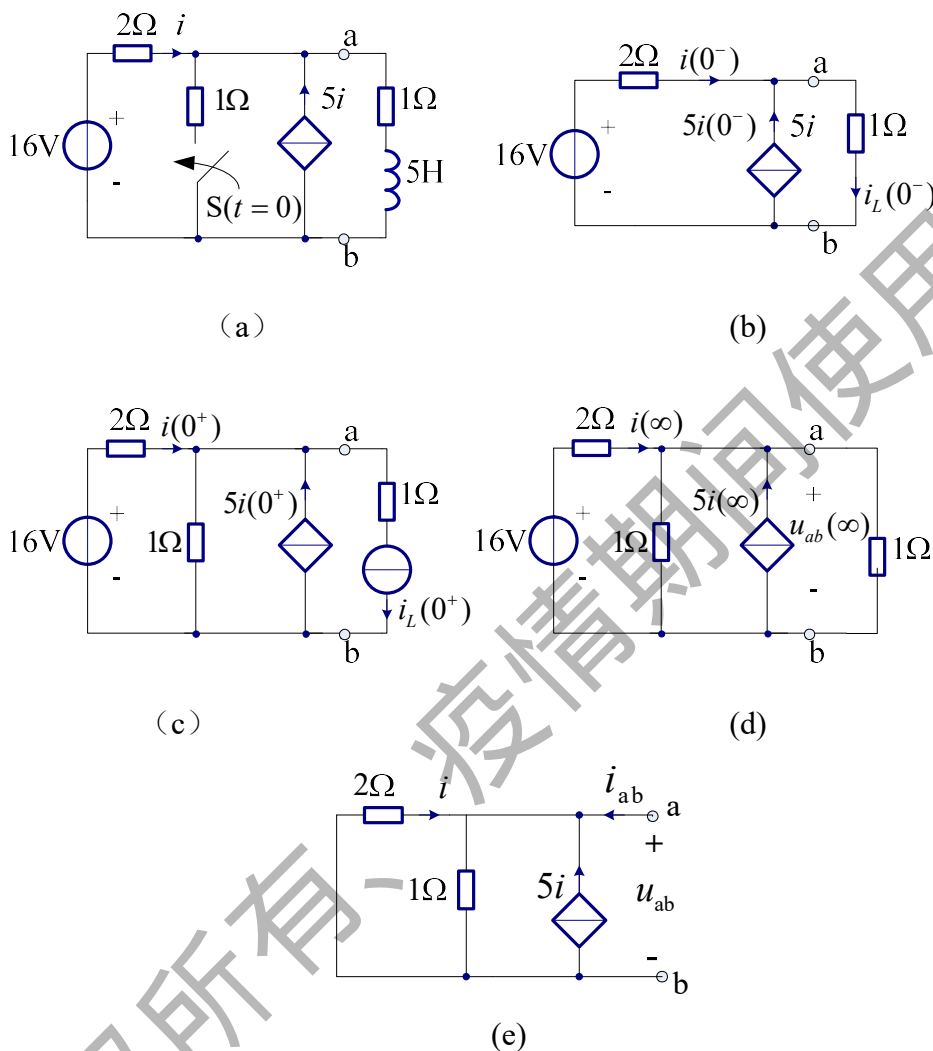 2Ω i a
1Ω 5i 1Ω
16V + - 5H
S(t = 0)
b
(a)
2Ω i(0⁻) a
5i(0⁻) 5i 1Ω
16V + -
i_L(0⁻)
b
(b)
2Ω i(0⁺) a
5i(0⁺) 1Ω
16V + - 1Ω
i_L(0⁺)
b
(c)
2Ω i(∞) a
5i(∞) +
16V + - 1Ω u_ab(∞) 1Ω
-
b
(d)
2Ω i i_ab a
+
1Ω 5i u_ab
-
b
(e)
所有
疫情期间使用